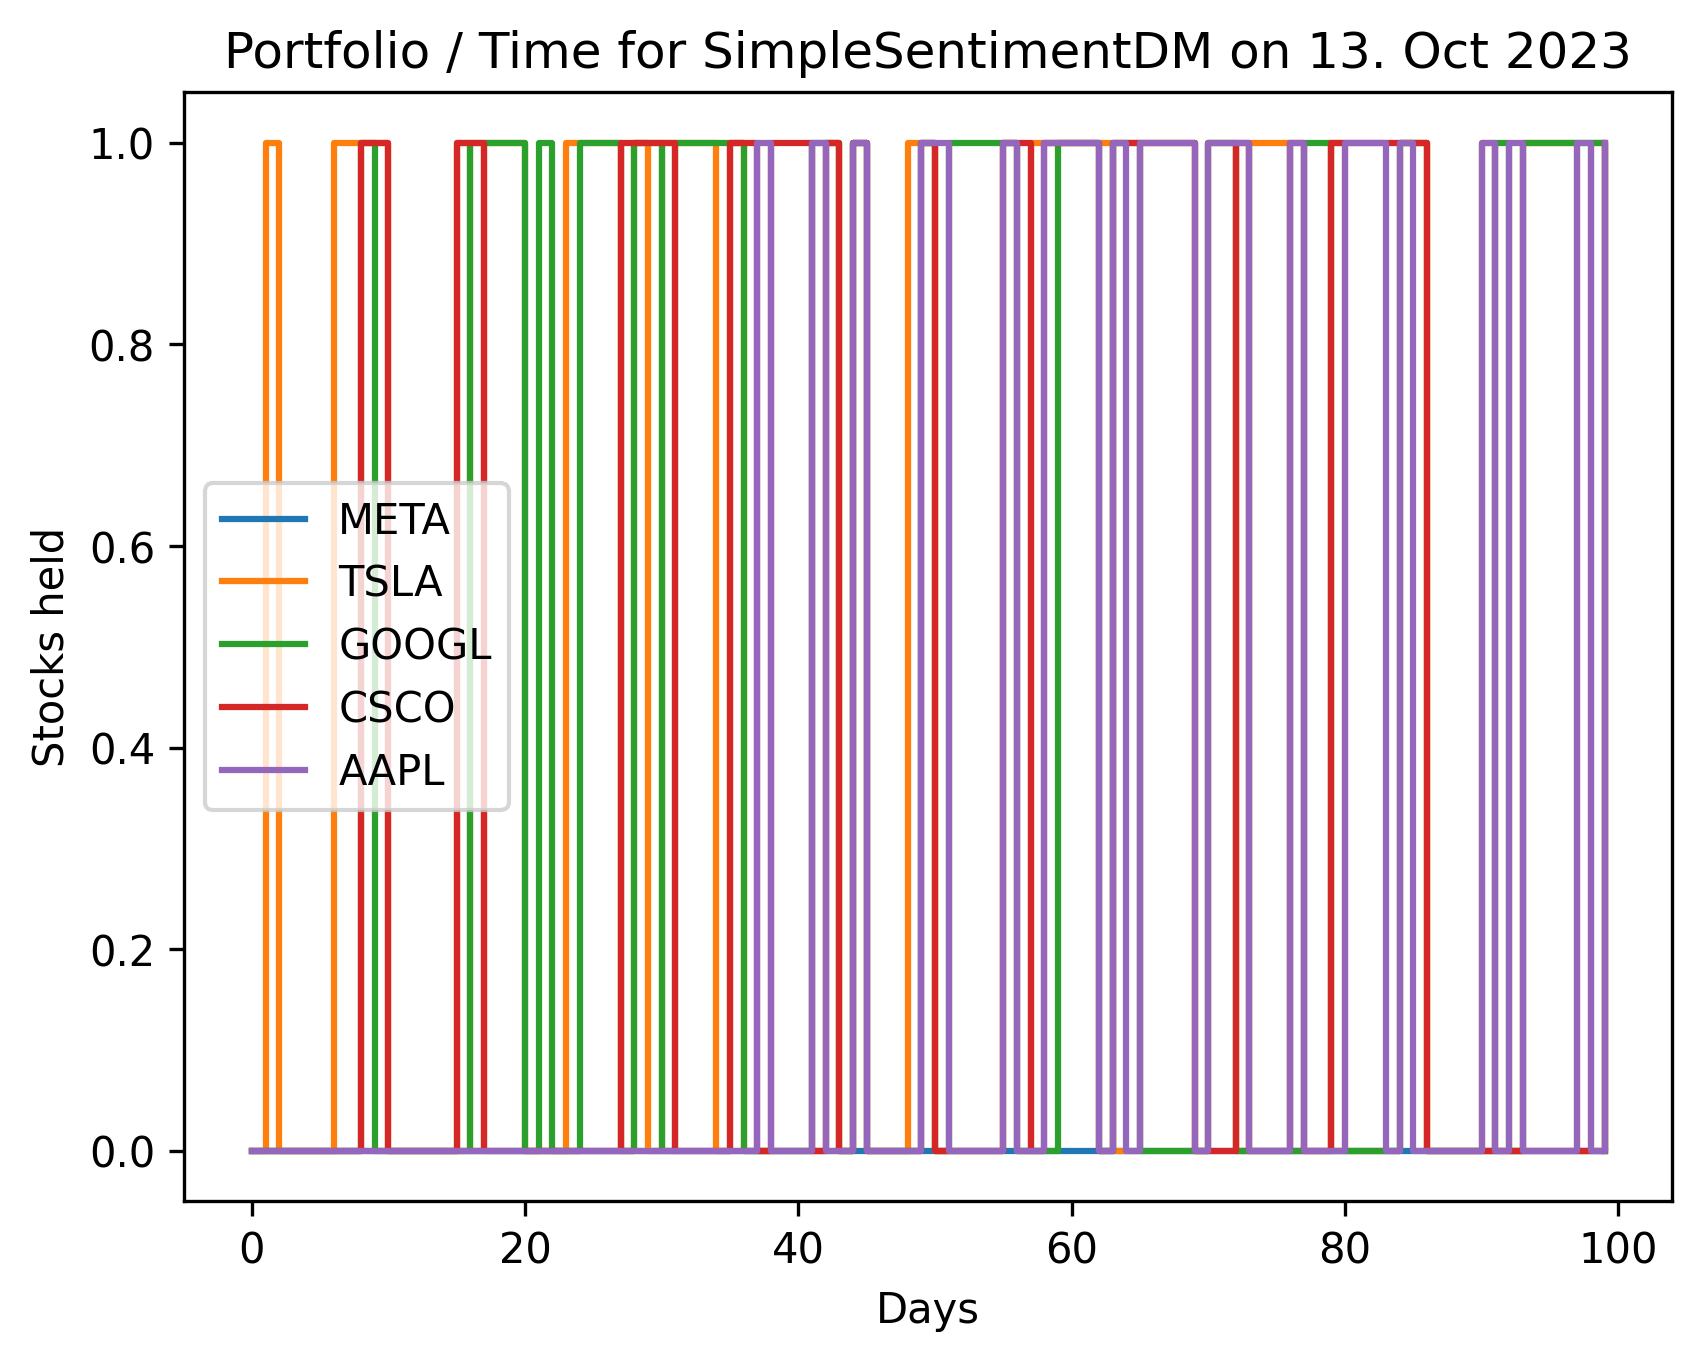 Portfolio / Time for SimpleSentimentDM on 13. Oct 2023
1.0
0.8
0.6
0.4
0.2
0.0
Stocks held
META
TSLA
GOOGL
CSCO
AAPL
0 20 40 60 80 100
Days